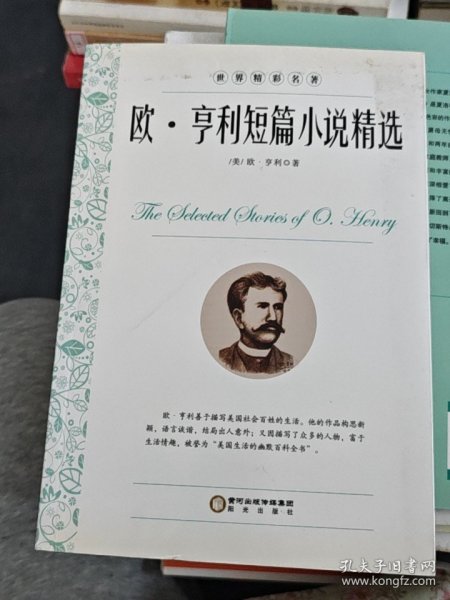 世界精彩名著
欧·亨利短篇小说精选
/美/ 欧·亨利◎著
The Selected Stories of O. Henry
欧·亨利善于描写美国社会百姓的生活。他的作品构思新
颖，语言诙谐，结局出人意外；又因描写了众多的人物，富于
生活情趣，被誉为“美国生活的幽默百科全书”。
黄河出版传媒集团
阳光出版社
孔夫子旧书网
www.kongfz.com